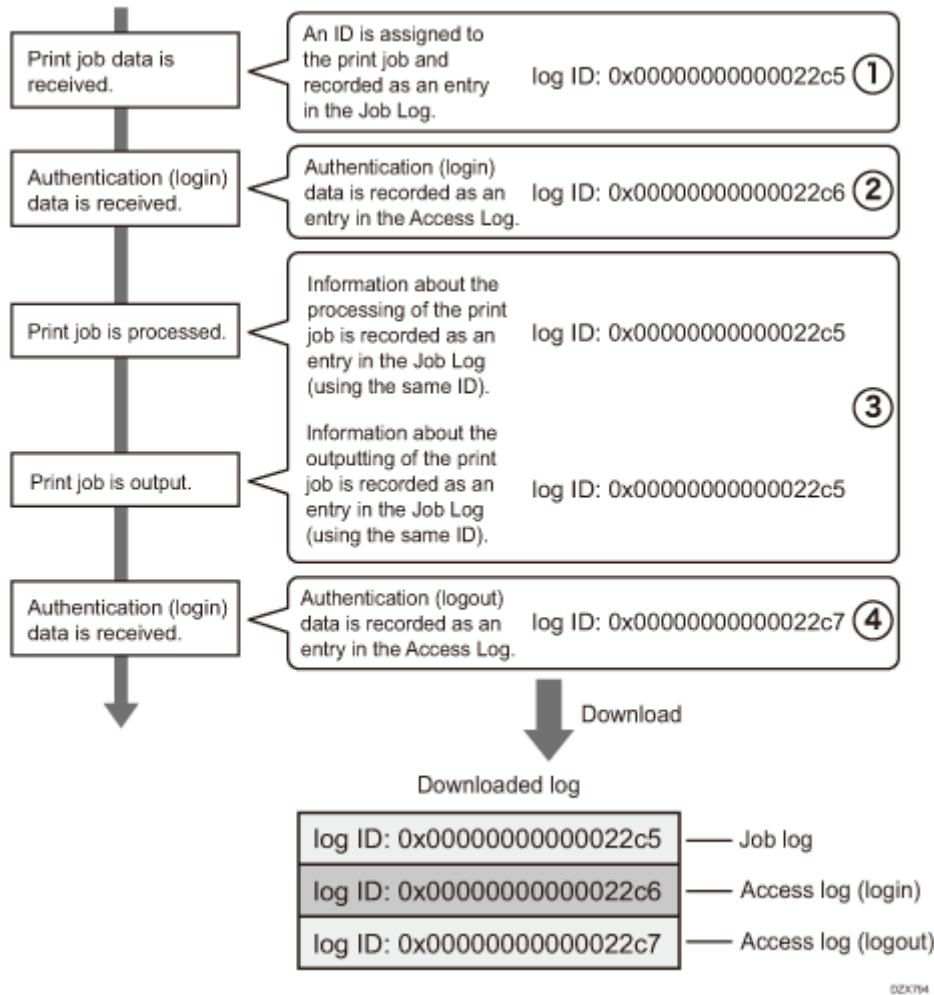 Print job data is
received.
An ID is assigned to
the print job and
recorded as an entry
in the Job Log.
log ID: 0x00000000000022c5 ①
Authentication (login)
data is received.
Authentication (login)
data is recorded as an
entry in the Access Log.
log ID: 0x00000000000022c6 ②
Print job is processed.
Information about the
processing of the print
job is recorded as an
entry in the Job Log
(using the same ID).
log ID: 0x00000000000022c5
③
Print job is output.
Information about the
outputting of the print
job is recorded as an
entry in the Job Log
(using the same ID).
log ID: 0x00000000000022c5
Authentication (login)
data is received.
Authentication (logout)
data is recorded as an
entry in the Access Log.
log ID: 0x00000000000022c7 ④
Download
Downloaded log
log ID: 0x00000000000022c5
Job log
log ID: 0x00000000000022c6
Access log (login)
log ID: 0x00000000000022c7
Access log (logout)
DZX794